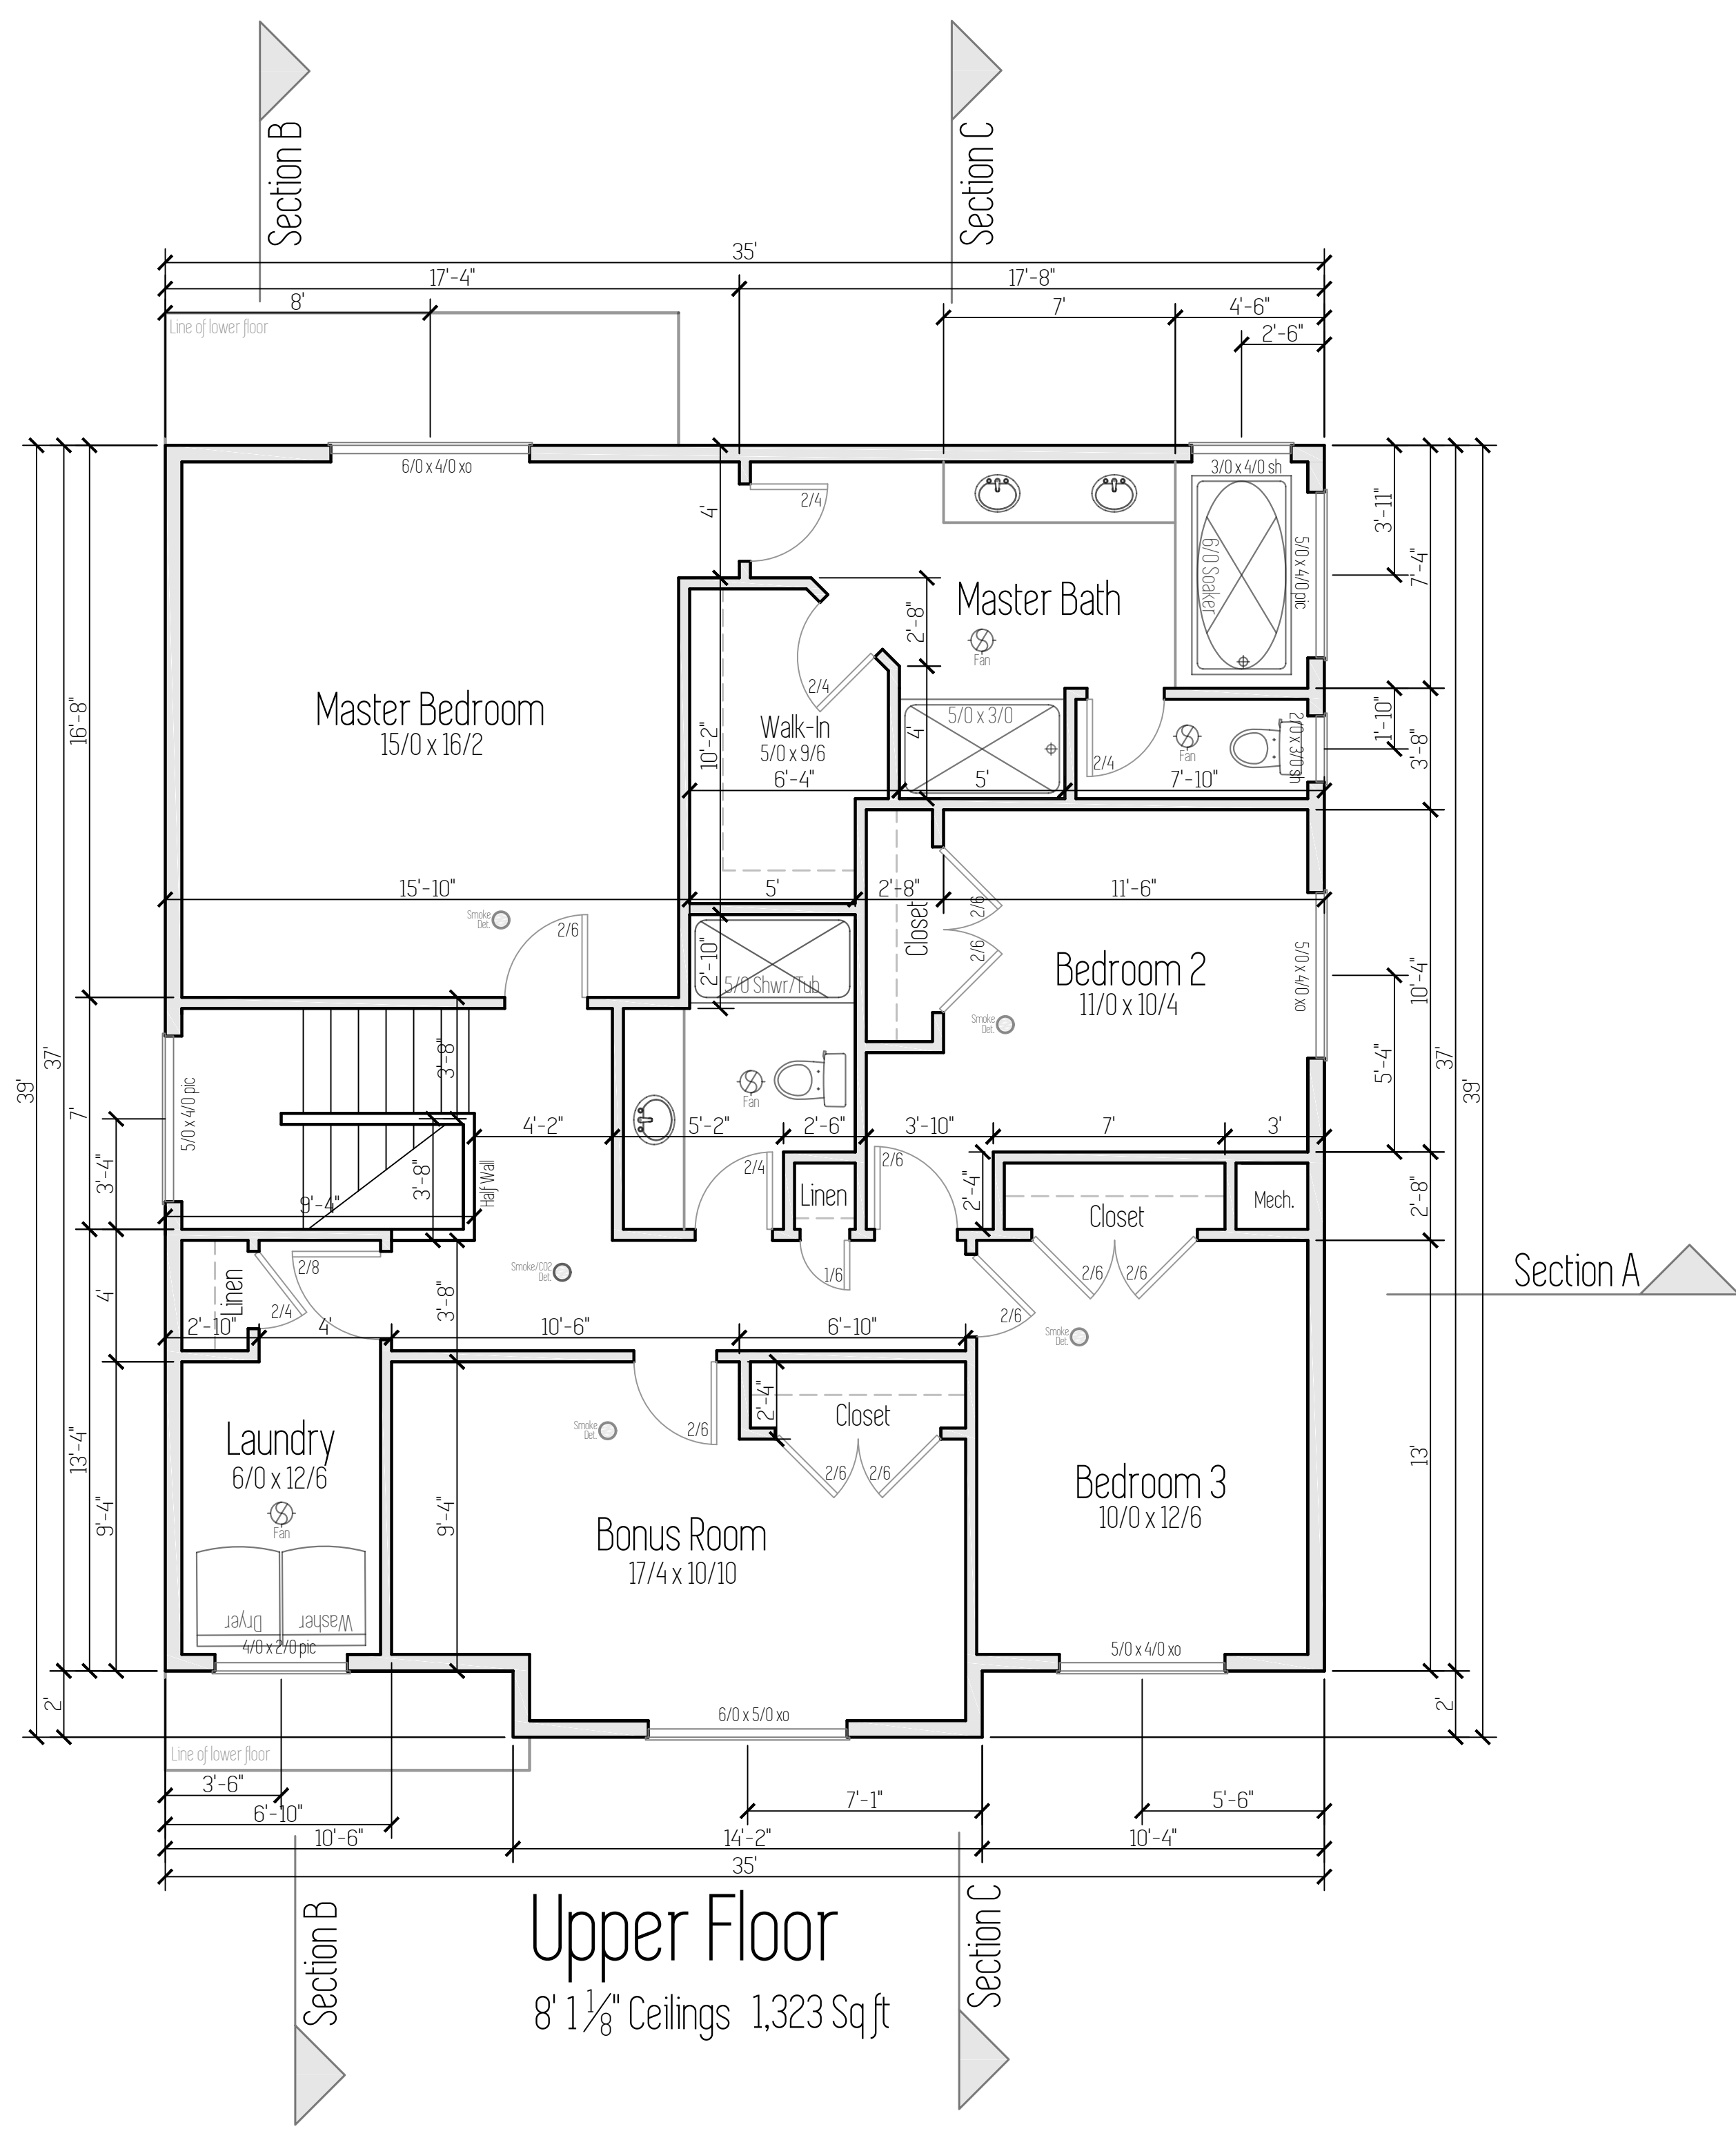 Section B
Section C
35'
17'-4"
17'-8"
8'
7'
4'-6"
2'-6"
Line of lower floor
6/0 x 4/0 xo
3/0 x 4/0 sh
2/4
4'
3'-11"
7'-4"
6/0 Soaker
5/0 x 4/0 pic
Master Bath
Fan
2'-8"
2/4
Master Bedroom
15/0 x 16/2
16'-8"
Walk-In
5/0 x 9/6
6'-4"
10'-2"
5/0 x 3/0
4'
5'
2/4
Fan
7'-10"
2/0 x 3/0 sh
1'-10"
3'-8"
15'-10"
5'
2'-8"
11'-6"
Smoke
Det.
2/6
2'-10"
5/0 Shwr/Tub
Closet
2/6
2/6
Bedroom 2
11/0 x 10/4
Smoke
Det.
5/0 x 4/0 xo
10'-4"
5'-4"
37'
39'
39'
37'
7'
3'-4"
5/0 x 4/0 pic
3'-8"
3'-8"
9'-4"
Half Wall
4'-2"
Fan
5'-2"
2'-6"
3'-10"
7'
3'
2/4
Linen
2/6
2'-4"
Closet
Mech.
2'-8"
Section A
4'
Linen
2/8
2/4
Smoke/CO2
Det.
1/6
2/6
2/6
2/6
3'-8"
2'-10"
4'
10'-6"
6'-10"
Smoke
Det.
13'-4"
9'-4"
Laundry
6/0 x 12/6
Fan
Dryer
Washer
4/0 x 2/0 pic
Smoke
Det.
2/6
2'-4"
Closet
2/6
2/6
9'-4"
Bonus Room
17/4 x 10/10
Bedroom 3
10/0 x 12/6
13'
5/0 x 4/0 xo
6/0 x 5/0 xo
2'
2'
Line of lower floor
3'-6"
6'-10"
7'-1"
5'-6"
10'-6"
14'-2"
10'-4"
35'
Section B
Section C
Upper Floor
8' 1 1/8" Ceilings 1,323 Sq ft